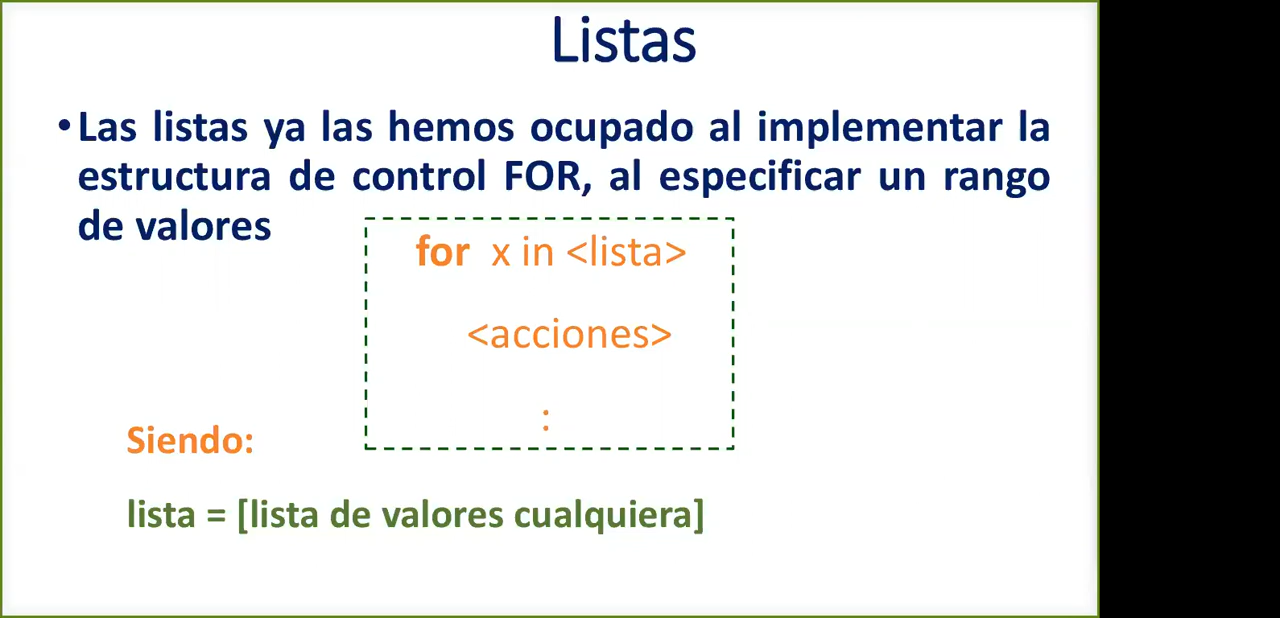 Listas
•Las listas ya las hemos ocupado al implementar la
estructura de control FOR, al especificar un rango
de valores
for x in <lista>
<acciones>
:
Siendo:
lista = [lista de valores cualquiera]